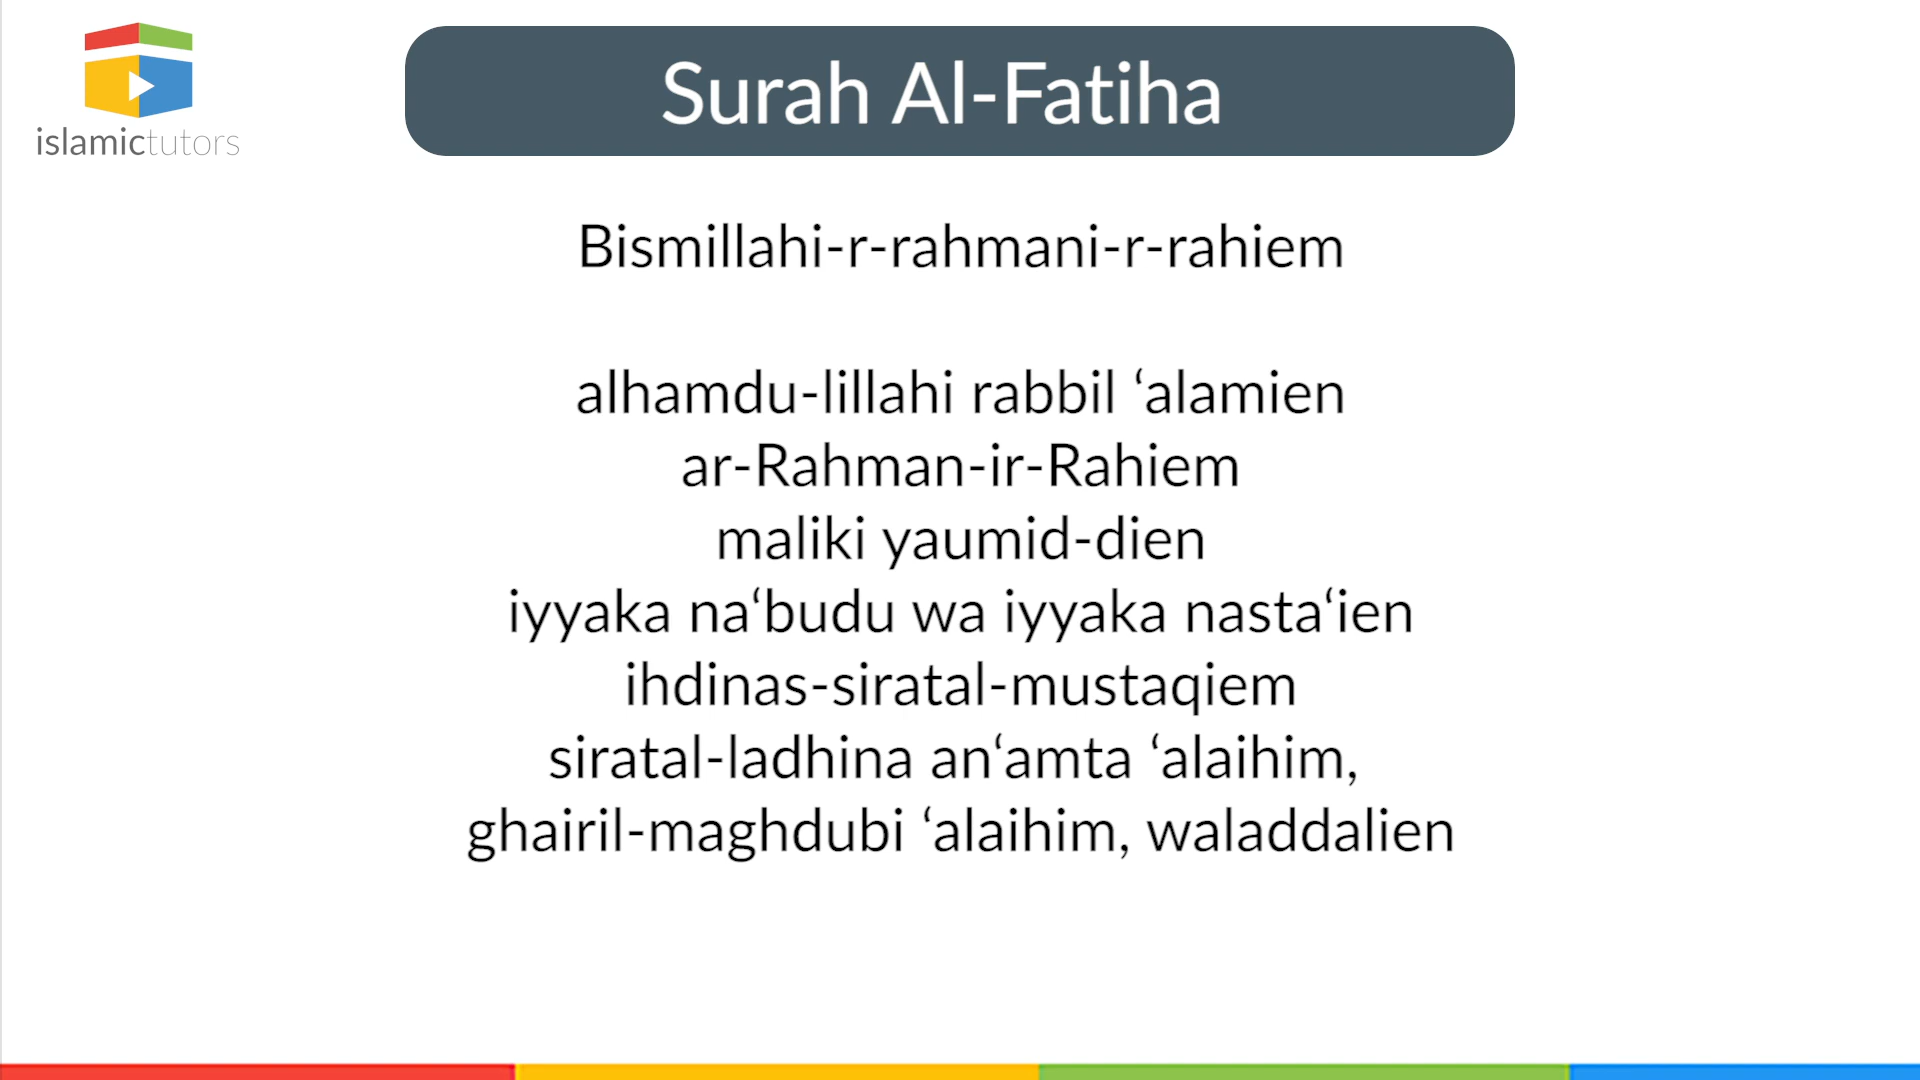 islamictutors
Surah Al-Fatiha
Bismillahi-r-rahmani-r-rahiem
alhamdu-lillahi rabbil ‘alamien
ar-Rahman-ir-Rahiem
maliki yaumid-dien
iyyaka na‘budu wa iyyaka nasta‘ien
ihdinas-siratal-mustaqiem
siratal-ladhina an‘amta ‘alaihim,
ghairil-maghdubi ‘alaihim, waladdalien